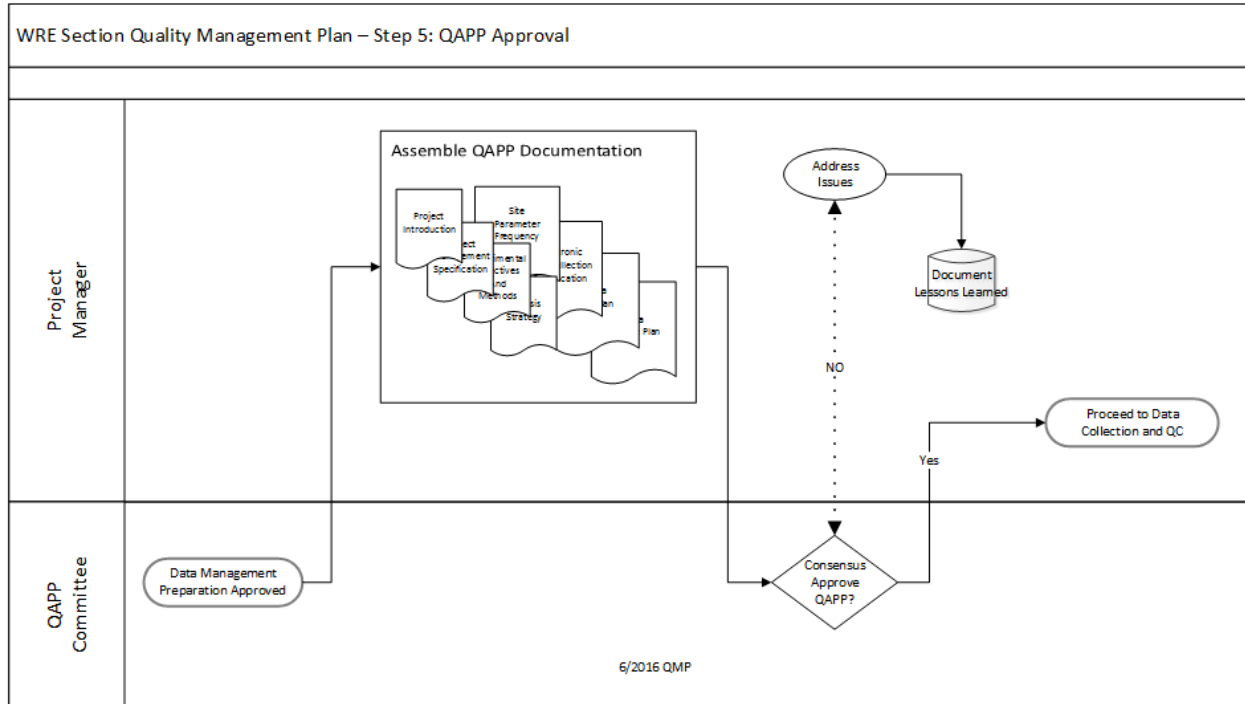 WRE Section Quality Management Plan – Step 5: QAPP Approval
Project
Manager
Assemble QAPP Documentation
Project
Introduction
Site
Parameter
Frequency
Specification
Methods
Strategy
Plan
Address
Issues
Document
Lessons Learned
NO
Proceed to Data
Collection and QC
Yes
QAPP
Committee
Data Management
Preparation Approved
Consensus
Approve
QAPP?
6/2016 QMP